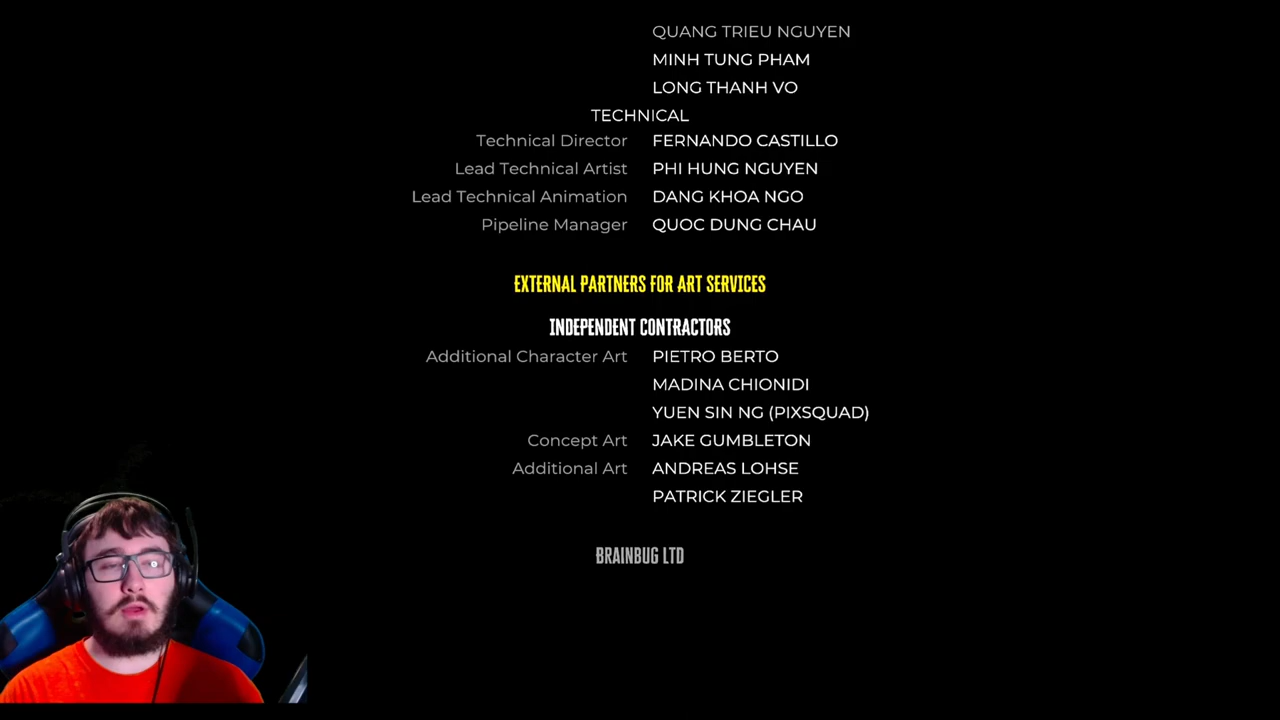 QUANG TRIEU NGUYEN
MINH TUNG PHAM
LONG THANH VO
TECHNICAL
Technical Director FERNANDO CASTILLO
Lead Technical Artist PHI HUNG NGUYEN
Lead Technical Animation DANG KHOA NGO
Pipeline Manager QUOC DUNG CHAU
EXTERNAL PARTNERS FOR ART SERVICES
INDEPENDENT CONTRACTORS
Additional Character Art PIETRO BERTO
MADINA CHIONIDI
YUEN SIN NG (PIXSQUAD)
Concept Art JAKE GUMBLETON
Additional Art ANDREAS LOHSE
PATRICK ZIEGLER
BRAINBUG LTD